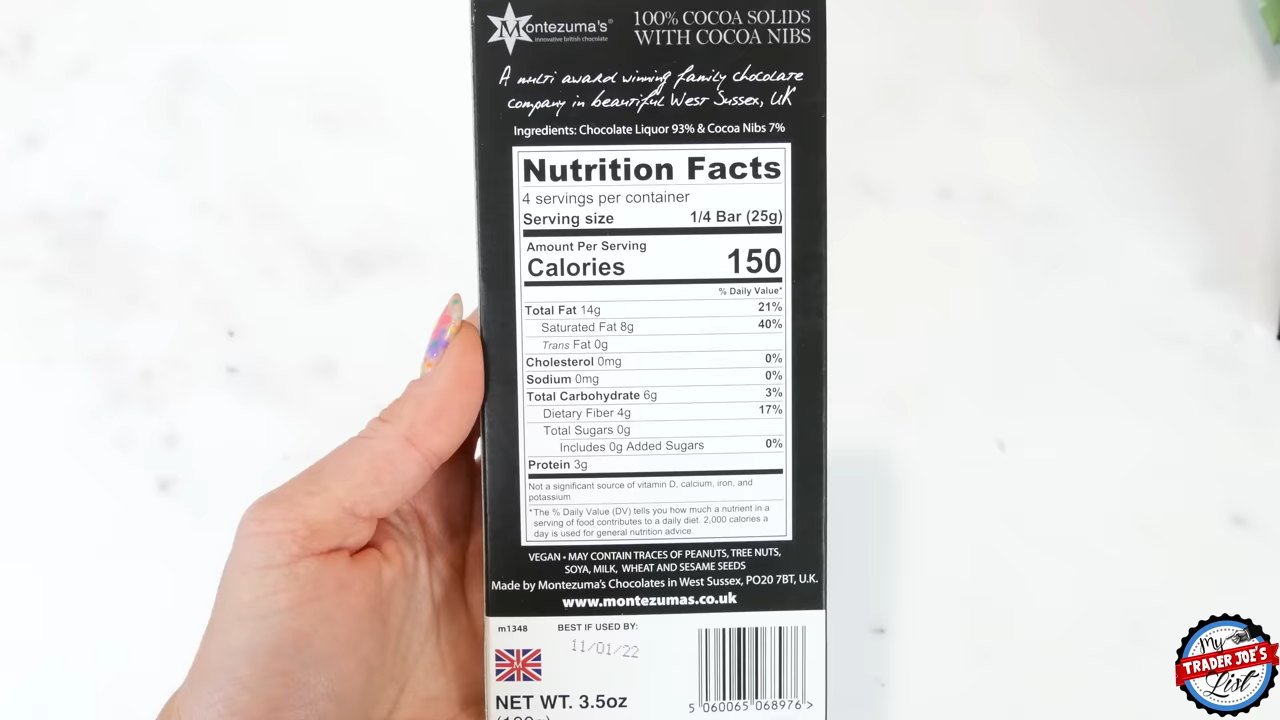 Montezuma's®
innovative british chocolate
100% COCOA SOLIDS
WITH COCOA NIBS
A multi award winning family chocolate
company in beautiful West Sussex, UK
Ingredients: Chocolate Liquor 93% & Cocoa Nibs 7%
Nutrition Facts
4 servings per container
Serving size 1/4 Bar (25g)
Amount Per Serving
Calories 150
% Daily Value*
Total Fat 14g 21%
Saturated Fat 8g 40%
Trans Fat 0g
Cholesterol 0mg 0%
Sodium 0mg 0%
Total Carbohydrate 6g 3%
Dietary Fiber 4g 17%
Total Sugars 0g
Includes 0g Added Sugars 0%
Protein 3g
Not a significant source of vitamin D, calcium, iron, and
potassium
*The % Daily Value (DV) tells you how much a nutrient in a
serving of food contributes to a daily diet. 2,000 calories a
day is used for general nutrition advice.
VEGAN • MAY CONTAIN TRACES OF PEANUTS, TREE NUTS,
SOYA, MILK, WHEAT AND SESAME SEEDS
Made by Montezuma's Chocolates in West Sussex, PO20 7BT, U.K.
www.montezumas.co.uk
m1348
BEST IF USED BY:
11/01/22
M
NET WT. 3.5oz
5 060065 068976 >
My
TRADER JOE'S
List